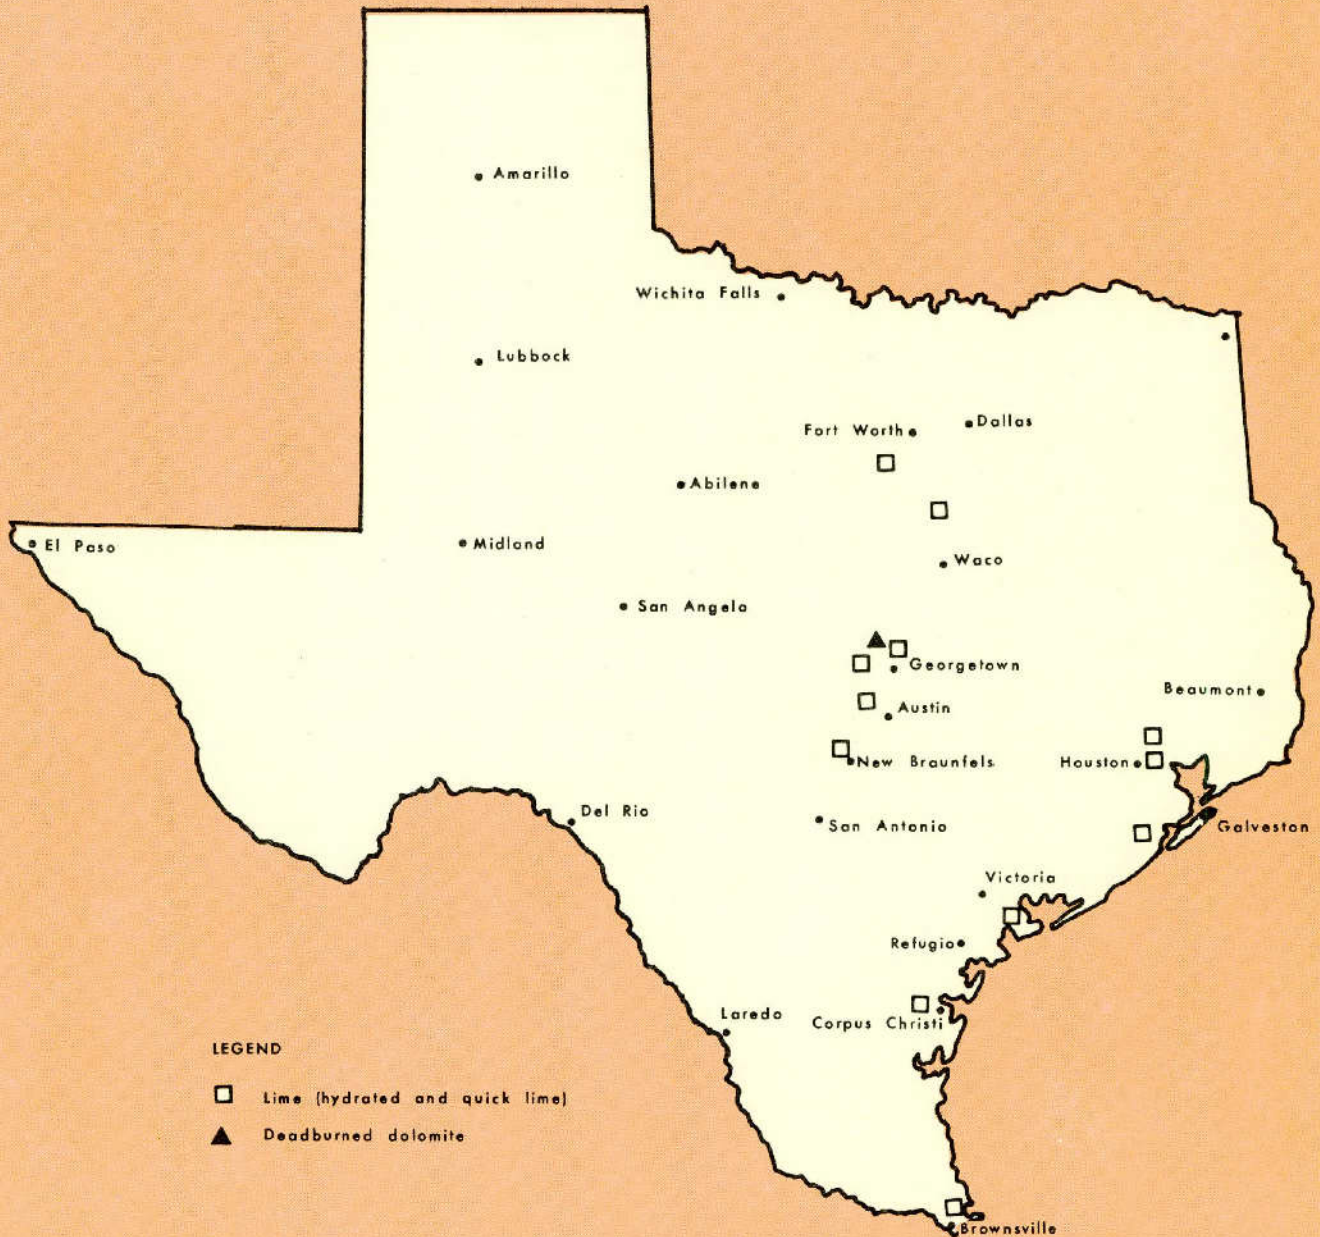 Amarillo
Wichita Falls
Lubbock
Dallas
Fort Worth
Abilene
El Paso
Midland
Waco
San Angelo
Georgetown
Beaumont
Austin
New Braunfels
Houston
Del Rio
San Antonio
Galveston
Victoria
Refugio
Laredo
Corpus Christi
LEGEND
Lime (hydrated and quick lime)
Deadburned dolomite
Brownsville